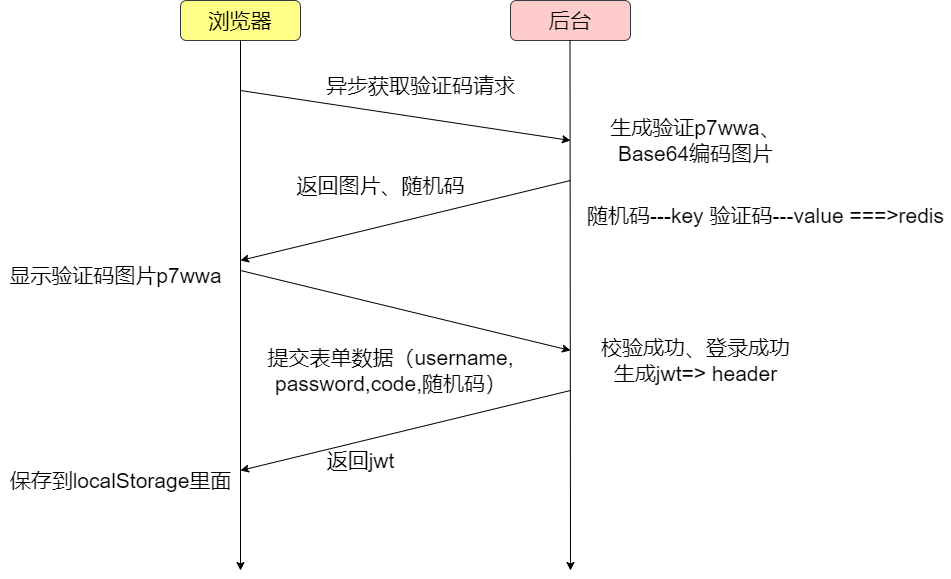 浏览器
后台
异步获取验证码请求
生成验证p7wwa、
Base64编码图片
返回图片、随机码
随机码---key 验证码---value ===>redis
显示验证码图片p7wwa
提交表单数据（username,
password,code,随机码）
校验成功、登录成功
生成jwt=> header
返回jwt
保存到localStorage里面